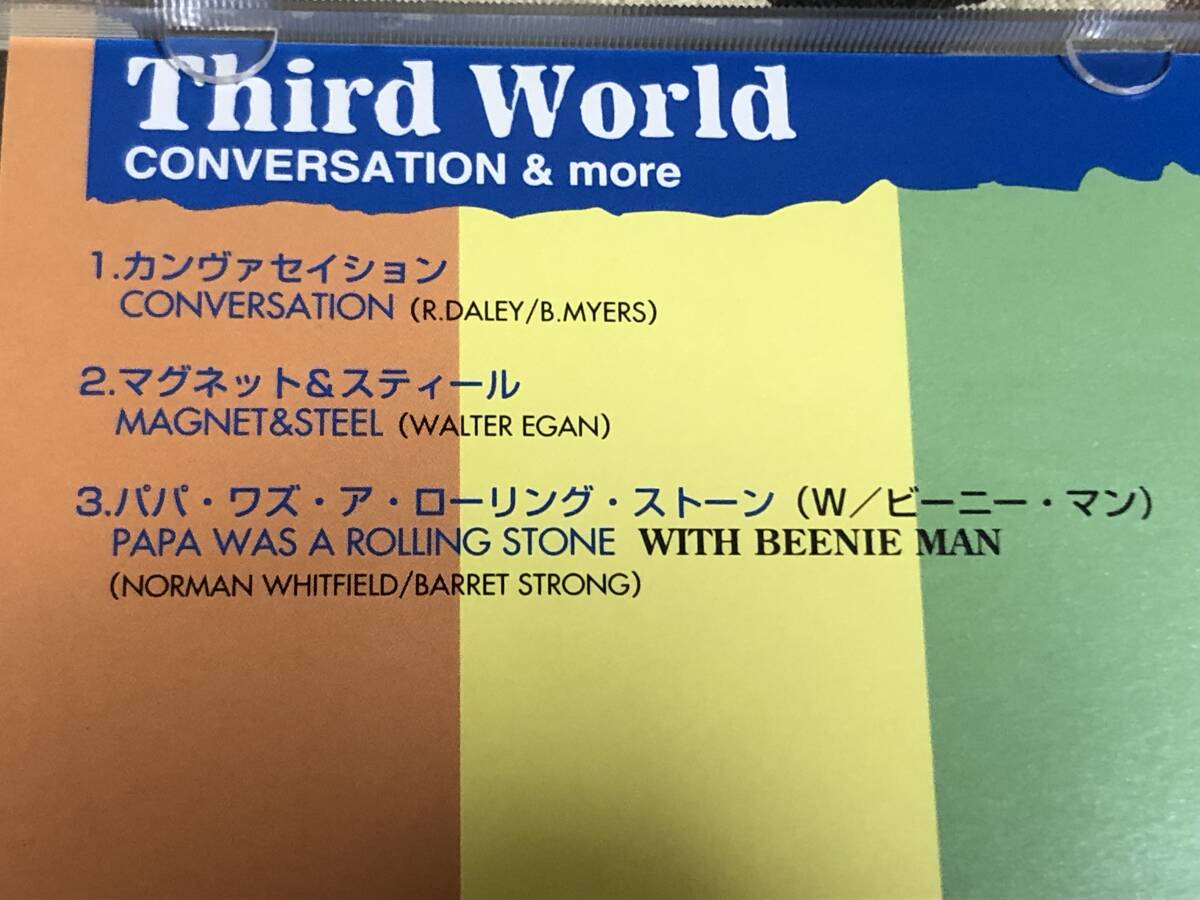 Third World
CONVERSATION & more
1.カンヴァセイション
CONVERSATION (R.DALEY/B.MYERS)
2.マグネット&スティール
MAGNET&STEEL (WALTER EGAN)
3.パパ・ワズ・ア・ローリング・ストーン (W/ビーニー・マン)
PAPA WAS A ROLLING STONE WITH BEENIE MAN
(NORMAN WHITFIELD/BARRET STRONG)